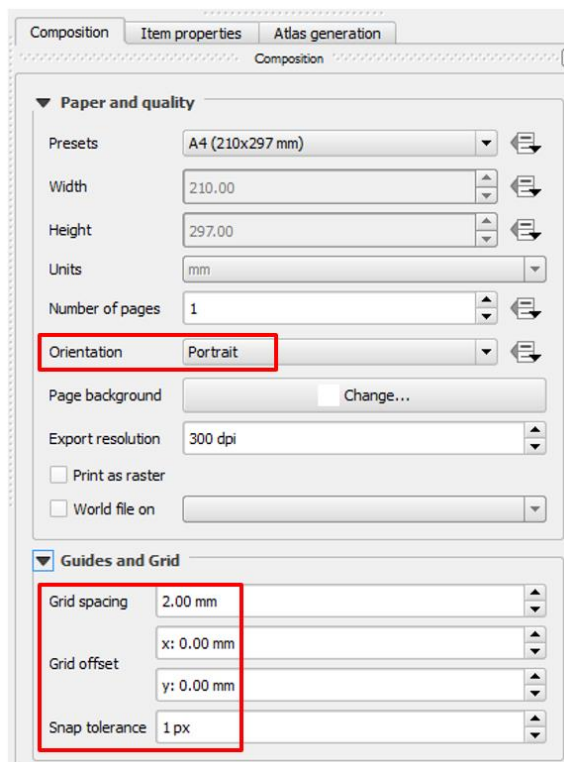 Composition Item properties Atlas generation
Composition
Paper and quality
Presets A4 (210x297 mm)
Width 210.00
Height 297.00
Units mm
Number of pages 1
Orientation Portrait
Page background Change...
Export resolution 300 dpi
Print as raster
World file on
Guides and Grid
Grid spacing 2.00 mm
x: 0.00 mm
Grid offset
y: 0.00 mm
Snap tolerance 1 px